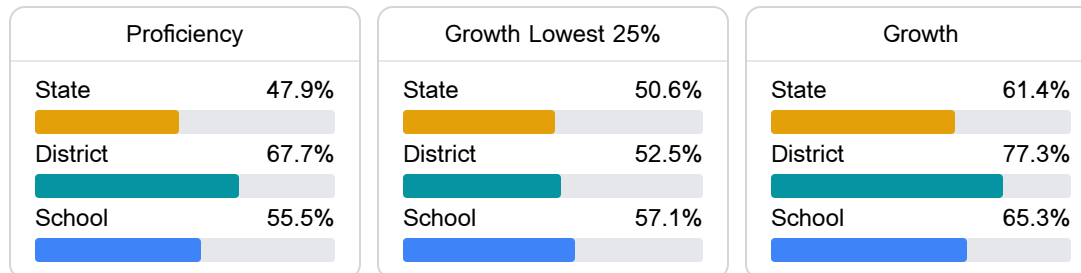 Proficiency
State 47.9%
District 67.7%
School 55.5%
Growth Lowest 25%
State 50.6%
District 52.5%
School 57.1%
Growth
State 61.4%
District 77.3%
School 65.3%